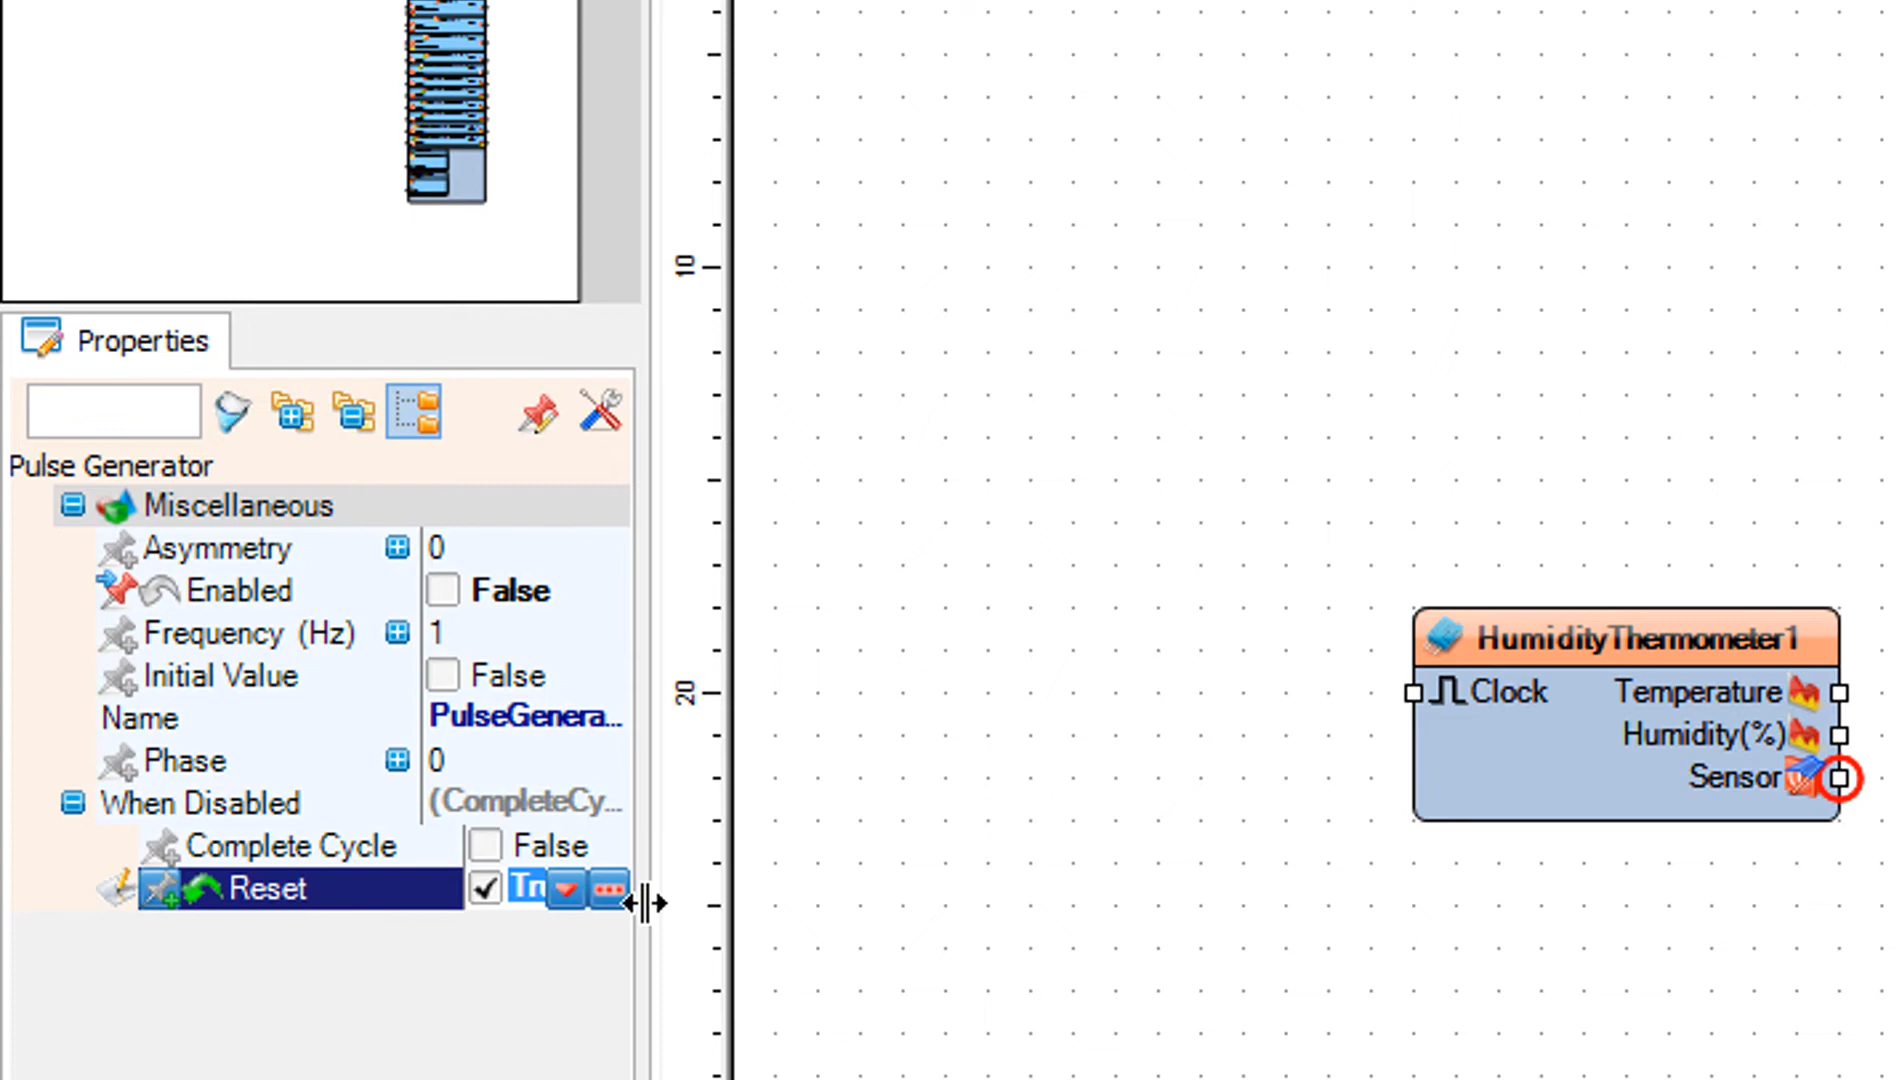 Properties
Pulse Generator
Miscellaneous
Asymmetry 0
Enabled False
Frequency (Hz) 1
Initial Value False
Name PulseGenera...
Phase 0
When Disabled (CompleteCy...
Complete Cycle False
Reset
10
20
HumidityThermometer1
Clock Temperature
Humidity(%)
Sensor